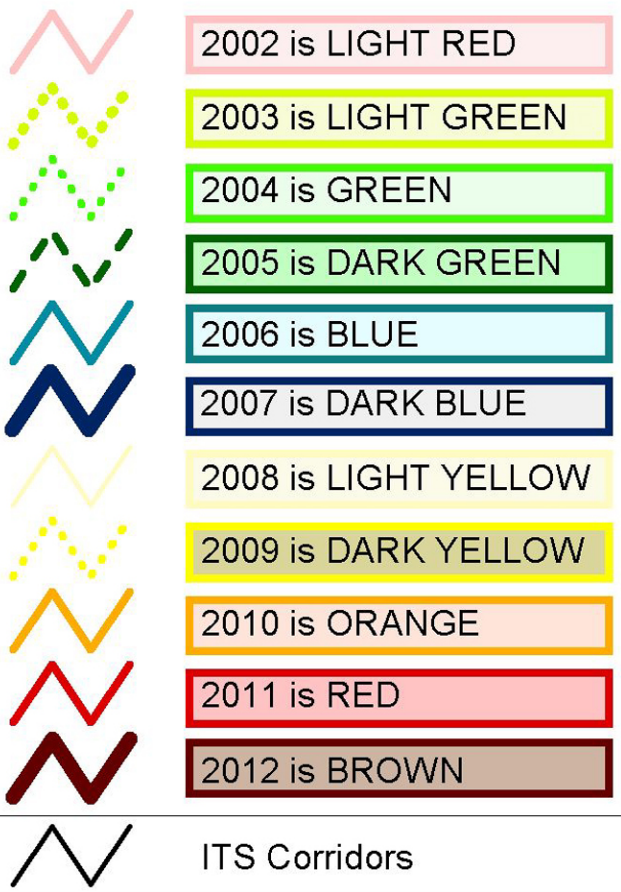 2002 is LIGHT RED
2003 is LIGHT GREEN
2004 is GREEN
2005 is DARK GREEN
2006 is BLUE
2007 is DARK BLUE
2008 is LIGHT YELLOW
2009 is DARK YELLOW
2010 is ORANGE
2011 is RED
2012 is BROWN
ITS Corridors